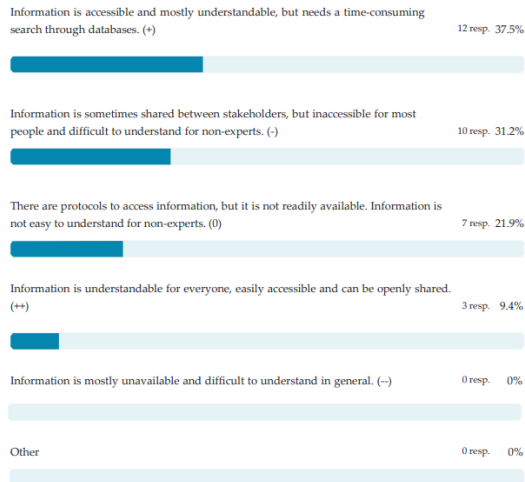 Information is accessible and mostly understandable, but needs a time-consuming
search through databases. (+) 12 resp. 37.5%
Information is sometimes shared between stakeholders, but inaccessible for most
people and difficult to understand for non-experts. (-) 10 resp. 31.2%
There are protocols to access information, but it is not readily available. Information is
not easy to understand for non-experts. (0) 7 resp. 21.9%
Information is understandable for everyone, easily accessible and can be openly shared.
(++) 3 resp. 9.4%
Information is mostly unavailable and difficult to understand in general. (--) 0 resp. 0%
Other 0 resp. 0%